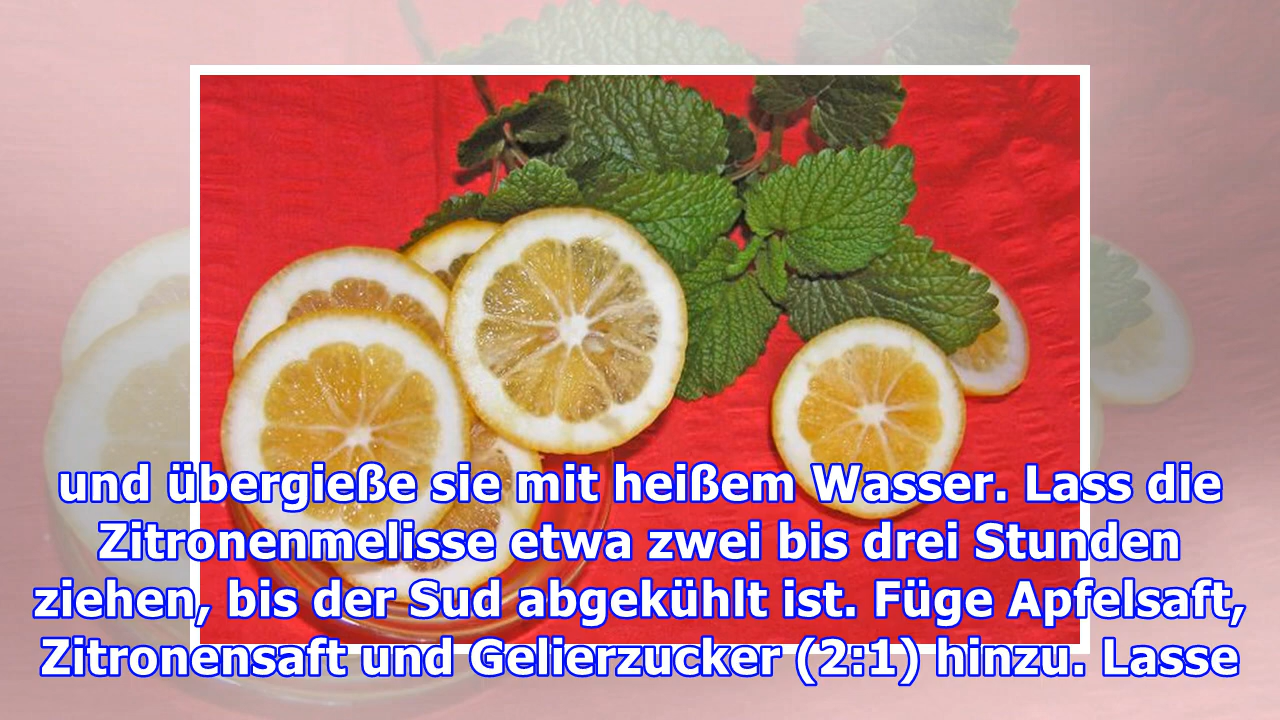 und übergieße sie mit heißem Wasser. Lass die
Zitronenmelisse etwa zwei bis drei Stunden
ziehen, bis der Sud abgekühlt ist. Füge Apfelsaft,
Zitronensaft und Gelierzucker (2:1) hinzu. Lasse